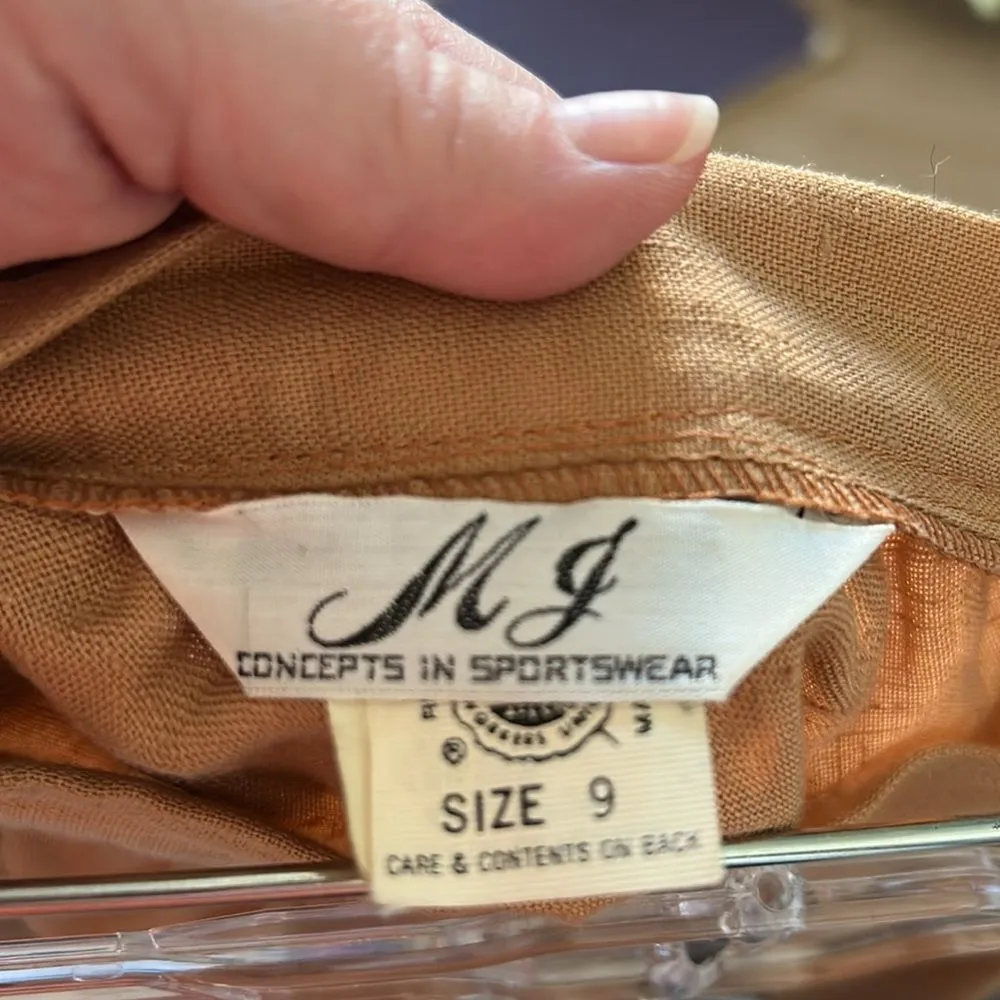 MJ
CONCEPTS IN SPORTSWEAR
®
SIZE 9
CARE & CONTENTS ON BACK